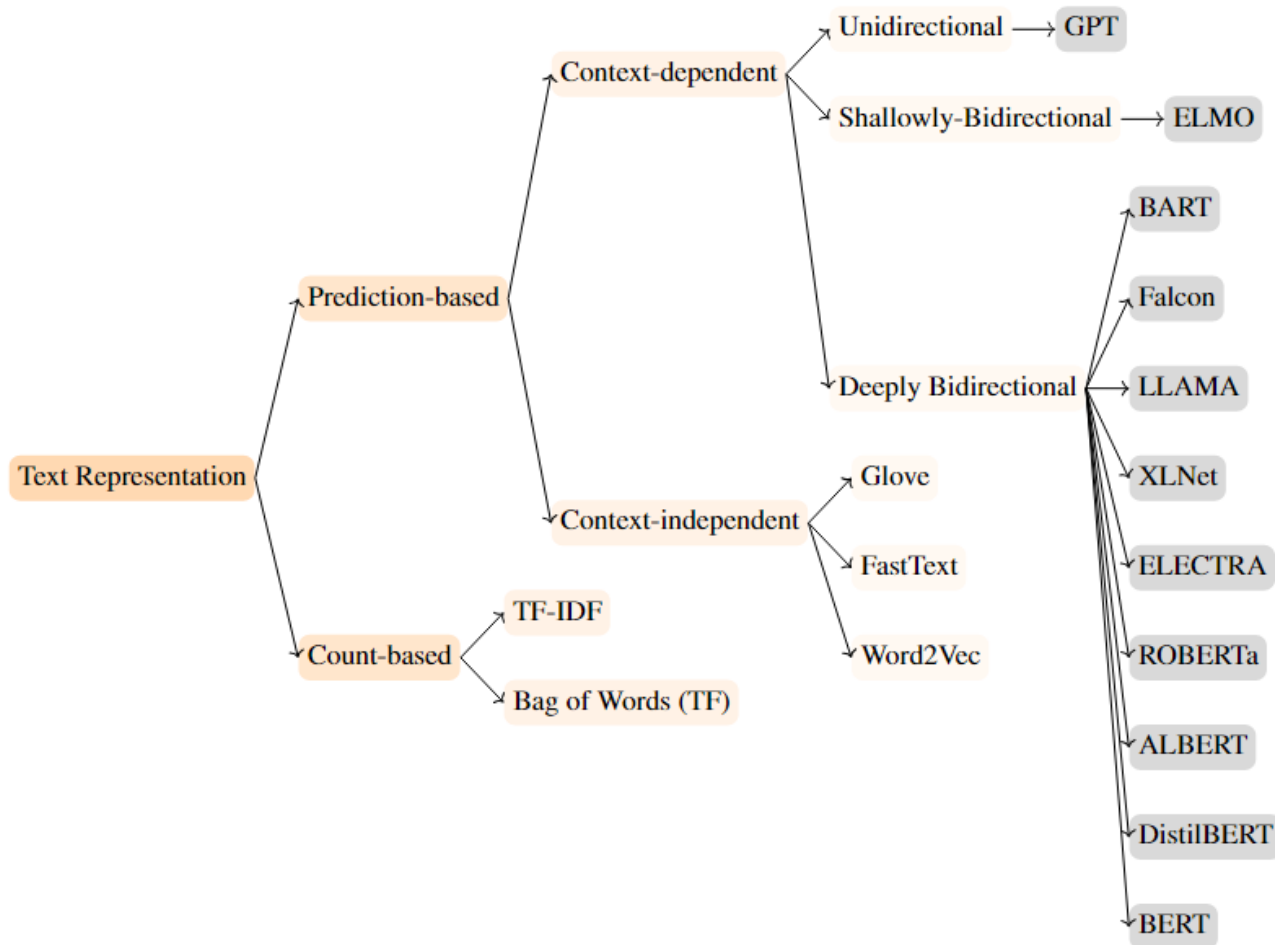 Unidirectional
GPT
Context-dependent
Shallowly-Bidirectional
ELMO
BART
Prediction-based
Falcon
Deeply Bidirectional
LLAMA
Text Representation
Glove
XLNet
Context-independent
FastText
ELECTRA
TF-IDF
Count-based
Word2Vec
ROBERTa
Bag of Words (TF)
ALBERT
DistilBERT
BERT